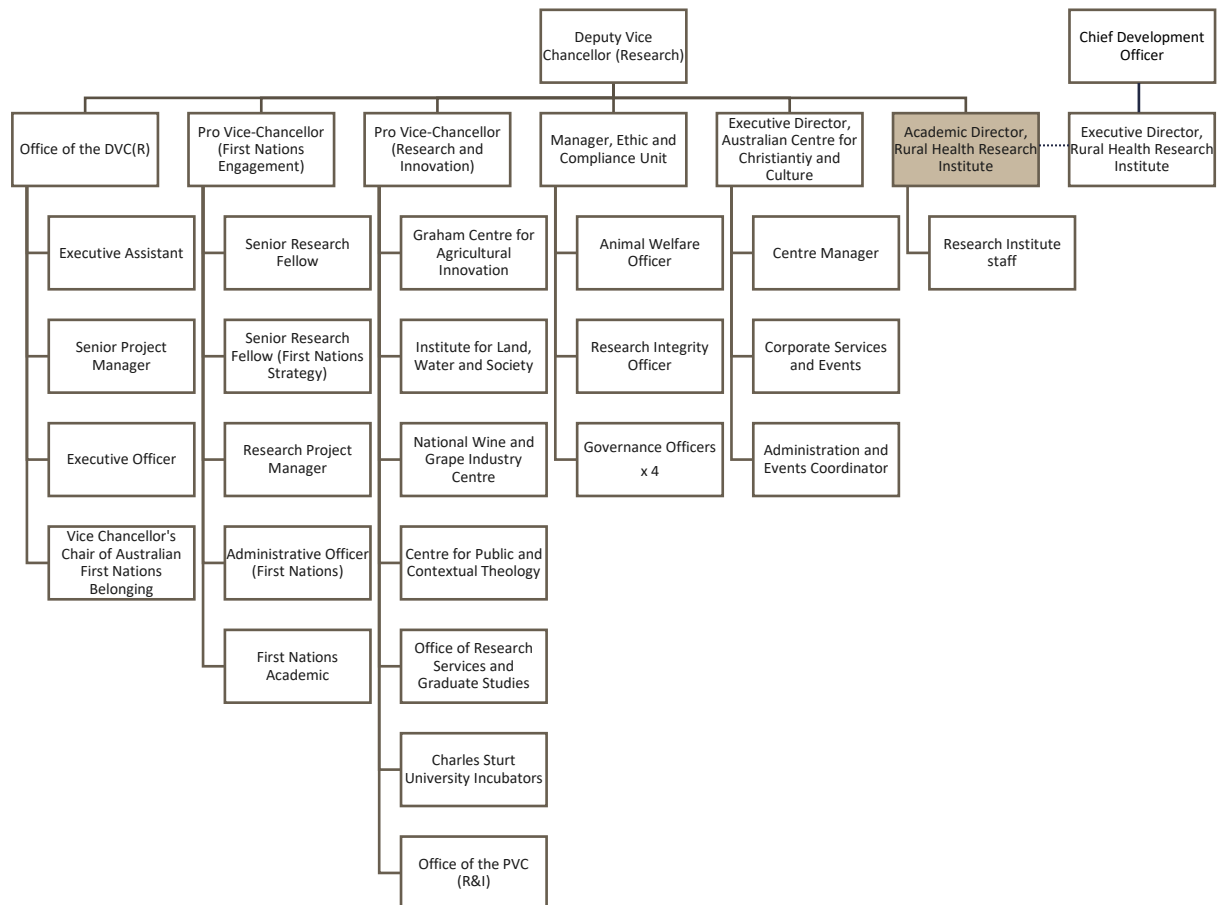 Deputy Vice
Chancellor (Research)
Chief Development
Officer
Office of the DVC(R)
Pro Vice-Chancellor
(First Nations
Engagement)
Pro Vice-Chancellor
(Research and
Innovation)
Manager, Ethic and
Compliance Unit
Executive Director,
Australian Centre for
Christiantiy and
Culture
Academic Director,
Rural Health Research
Institute
Executive Director,
Rural Health Research
Institute
Executive Assistant
Senior Project
Manager
Executive Officer
Vice Chancellor's
Chair of Australian
First Nations
Belonging
Senior Research
Fellow
Senior Research
Fellow (First Nations
Strategy)
Research Project
Manager
Administrative Officer
(First Nations)
First Nations
Academic
Graham Centre for
Agricultural
Innovation
Institute for Land,
Water and Society
National Wine and
Grape Industry
Centre
Centre for Public and
Contextual Theology
Office of Research
Services and
Graduate Studies
Charles Sturt
University Incubators
Office of the PVC
(R&I)
Animal Welfare
Officer
Research Integrity
Officer
Governance Officers
x 4
Centre Manager
Corporate Services
and Events
Administration and
Events Coordinator
Research Institute
staff